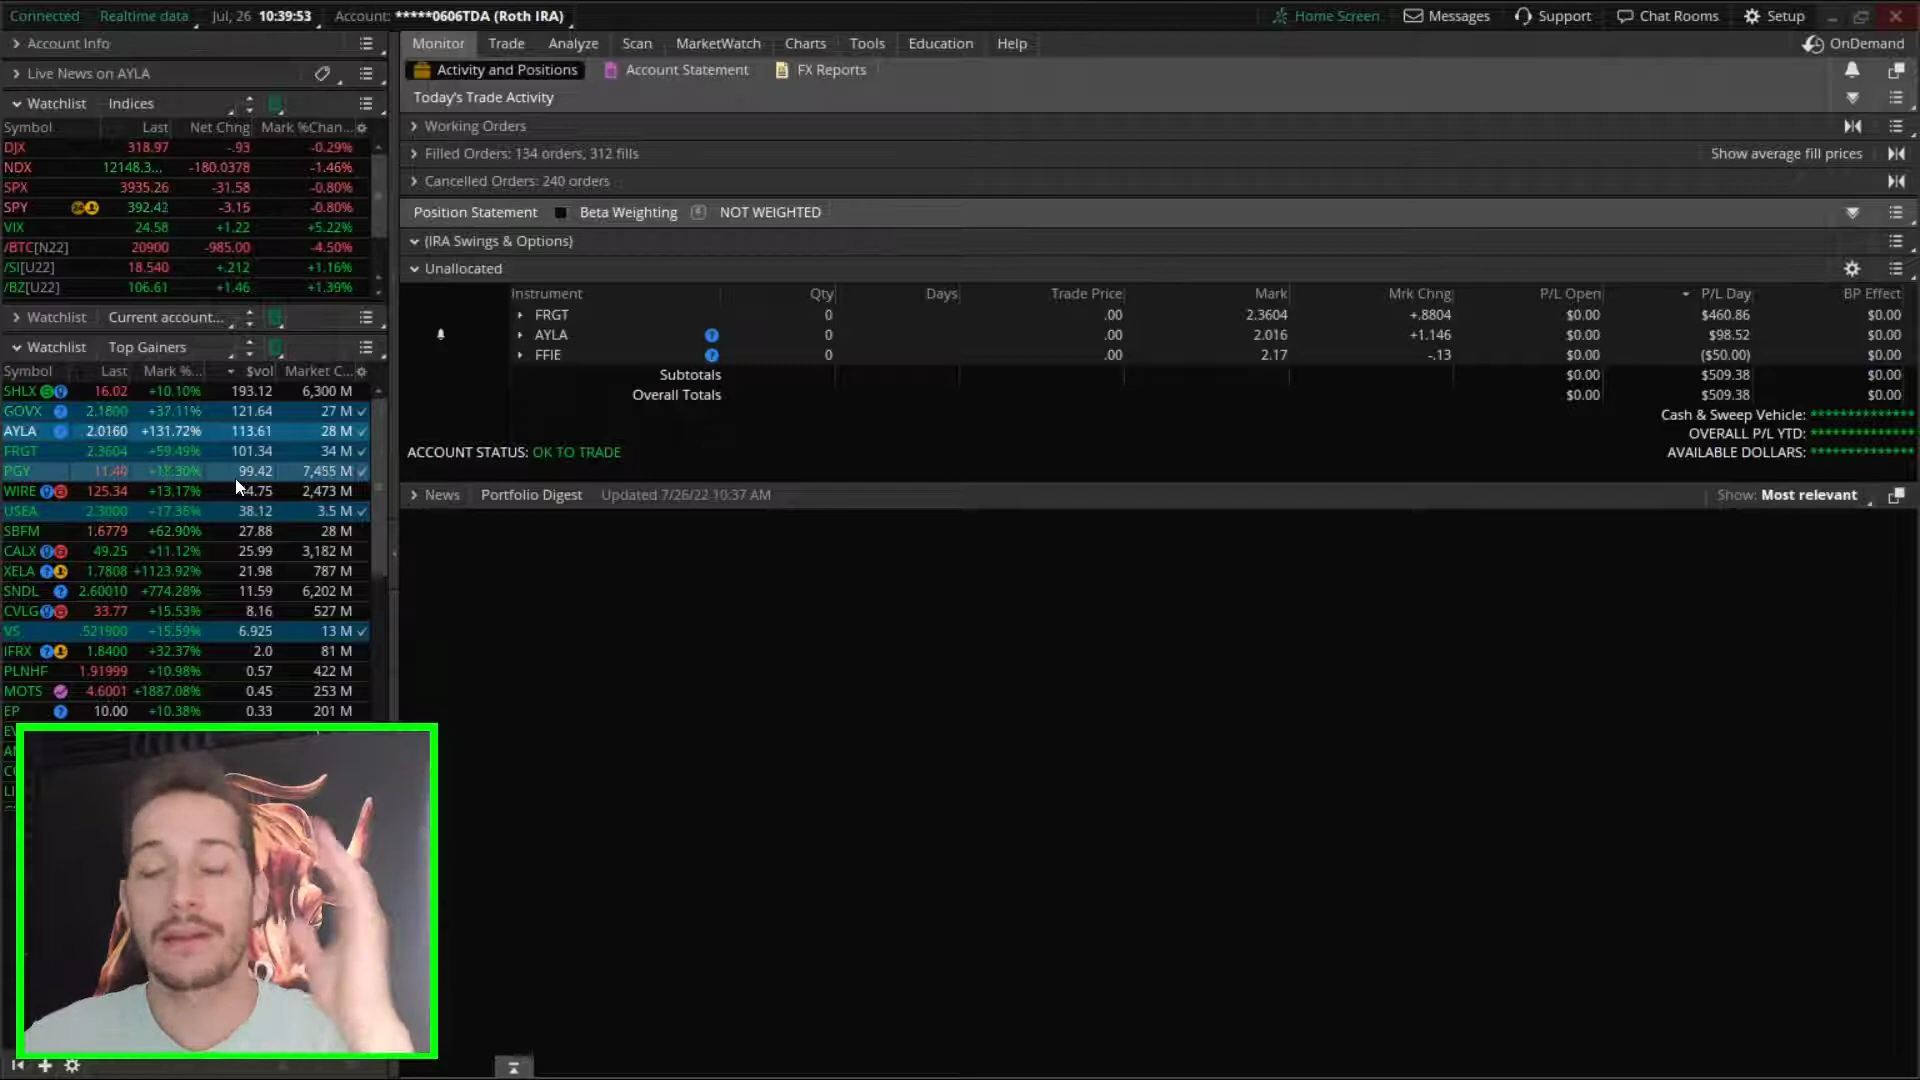 Connected Realtime data Jul, 26 10:39:53 Account: *****0606TDA (Roth IRA) Home Screen Messages Support Chat Rooms Setup
Account Info
Live News on AYLA
Watchlist Indices
Symbol Last Net Chng Mark %Chan...
DJX 318.97 -.93 -0.29%
NDX 12148.3... -180.0378 -1.46%
SPX 3935.26 -31.58 -0.80%
SPY 392.42 -3.15 -0.80%
VIX 24.58 +1.22 +5.22%
/BTC[N22] 20900 -985.00 -4.50%
/SI[U22] 18.540 +.212 +1.16%
/BZ[U22] 106.61 +1.46 +1.39%
Watchlist Current account...
Watchlist Top Gainers
Symbol Last Mark %... $vol Market C...
SHLX 16.02 +10.10% 193.12 6,300 M
GOVX 2.1800 +37.11% 121.64 27 M
AYLA 2.0160 +131.72% 113.61 28 M
FRGT 2.3604 +59.49% 101.34 34 M
PGY 11.40 99.42 7,455 M
WIRE 125.34 +13.17% 2,473 M
USEA 2.3000 +17.35% 38.12 3.5 M
SBFM 1.6779 +62.90% 27.88 28 M
CALX 49.25 +11.12% 25.99 3,182 M
XELA 1.7808 +1123.92% 21.98 787 M
SNDL 2.60010 +774.28% 11.59 6,202 M
CVLG 33.77 +15.53% 8.16 527 M
VS .521900 +15.59% 6.925 13 M
IFRX 1.8400 +32.37% 2.0 81 M
PLNHF 1.91999 +10.98% 0.57 422 M
MOTS 4.6001 +1887.08% 0.45 253 M
EP 10.00 +10.38% 0.33 201 M
Monitor Trade Analyze Scan MarketWatch Charts Tools Education Help OnDemand
Activity and Positions Account Statement FX Reports
Today's Trade Activity
Working Orders
Filled Orders: 134 orders, 312 fills Show average fill prices
Cancelled Orders: 240 orders
Position Statement Beta Weighting NOT WEIGHTED
(IRA Swings & Options)
Unallocated
Instrument Qty Days Trade Price Mark Mrk Chng P/L Open P/L Day BP Effect
FRGT 0 .00 2.3604 +.8804 $0.00 $460.86 $0.00
AYLA 0 .00 2.016 +1.146 $0.00 $98.52 $0.00
FFIE 0 .00 2.17 -.13 $0.00 ($50.00) $0.00
Subtotals $0.00 $509.38 $0.00
Overall Totals $0.00 $509.38 $0.00
Cash & Sweep Vehicle: **************
OVERALL P/L YTD: **************
ACCOUNT STATUS: OK TO TRADE AVAILABLE DOLLARS: **************
News Portfolio Digest Updated 7/26/22 10:37 AM Show: Most relevant